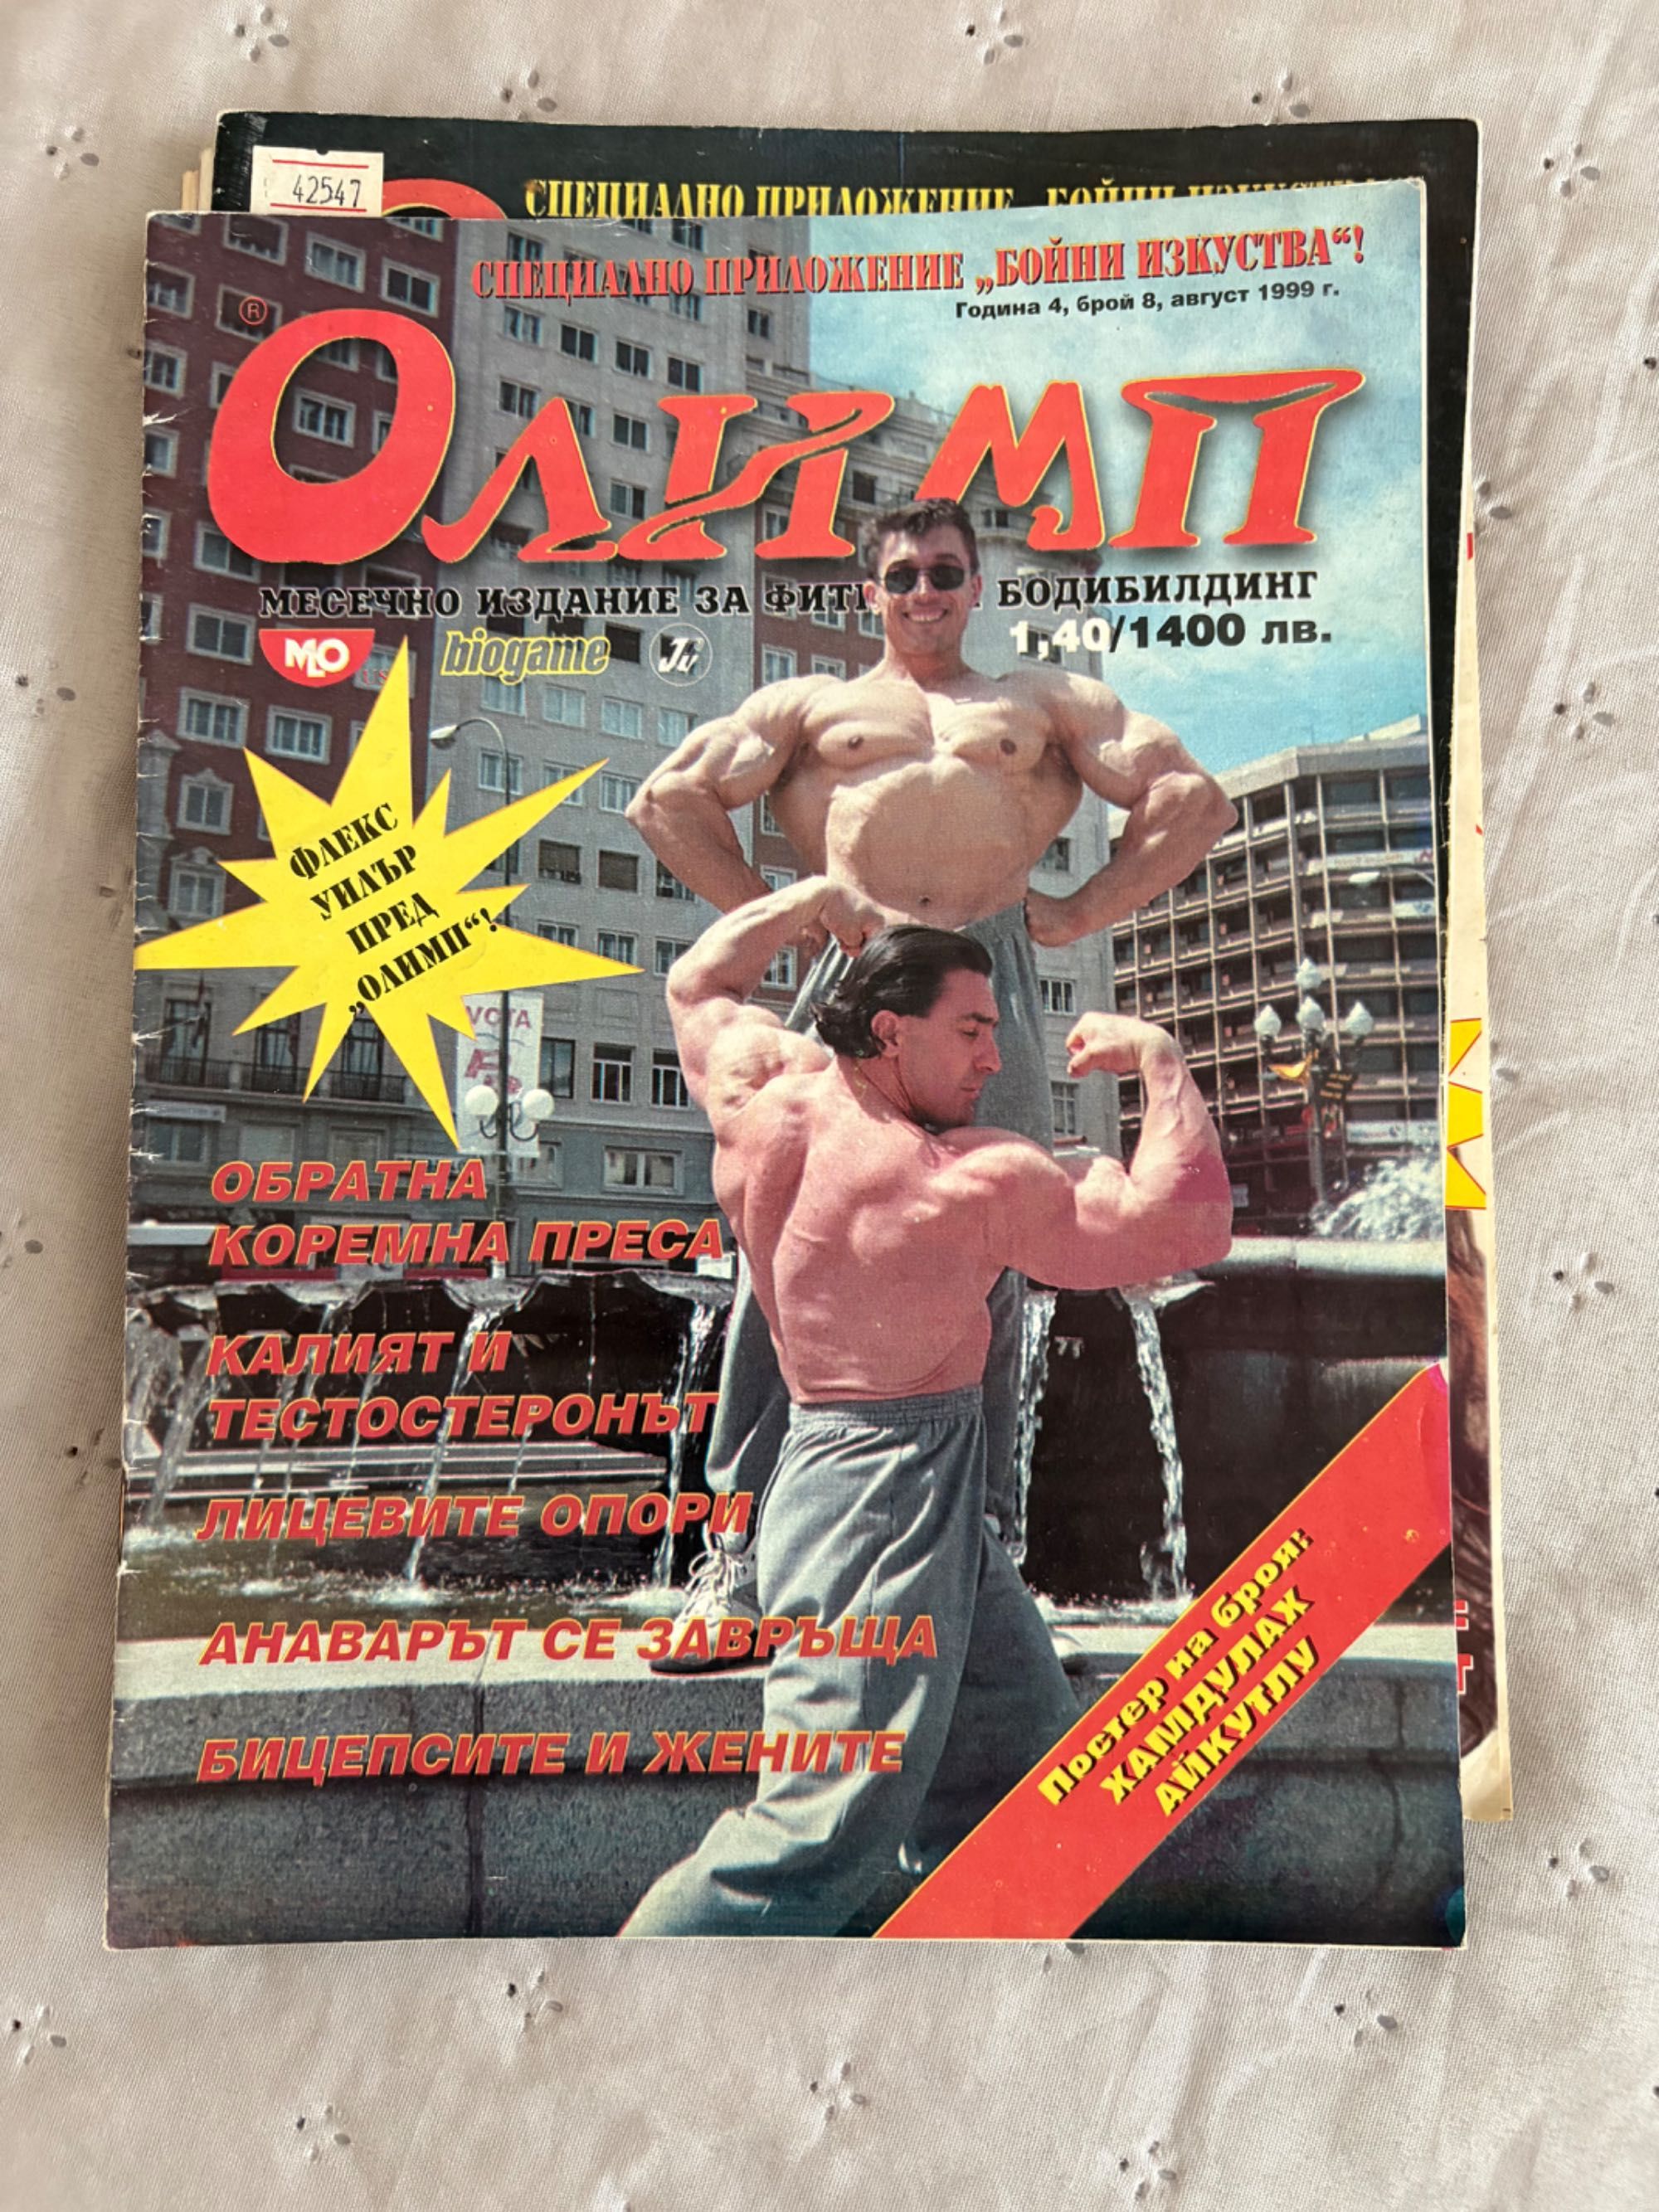 42547
СПЕЦИАЛНО ПРИЛОЖЕНИЕ
СПЕЦИАЛНО ПРИЛОЖЕНИЕ „БОЙНИ ИЗКУСТВА“!
Година 4, брой 8, август 1999 г.
®
ОЛИМП
МЕСЕЧНО ИЗДАНИЕ ЗА БОДИБИЛДИНГ
1,40/1400 лв.
MLO
biogame
ФЛЕКС
УИЛЪР
ПРЕД
„ОЛИМП“!
ОБРАТНА
КОРЕМНА ПРЕСА
КАЛИЯТ И
ТЕСТОСТЕРОНЪТ
ЛИЦЕВИТЕ ОПОРИ
АНАВАРЪТ СЕ ЗАВРЪЩА
БИЦЕПСИТЕ И ЖЕНИТЕ
Постер на броя:
ХАМДУЛАХ
АЙКУТЛУ